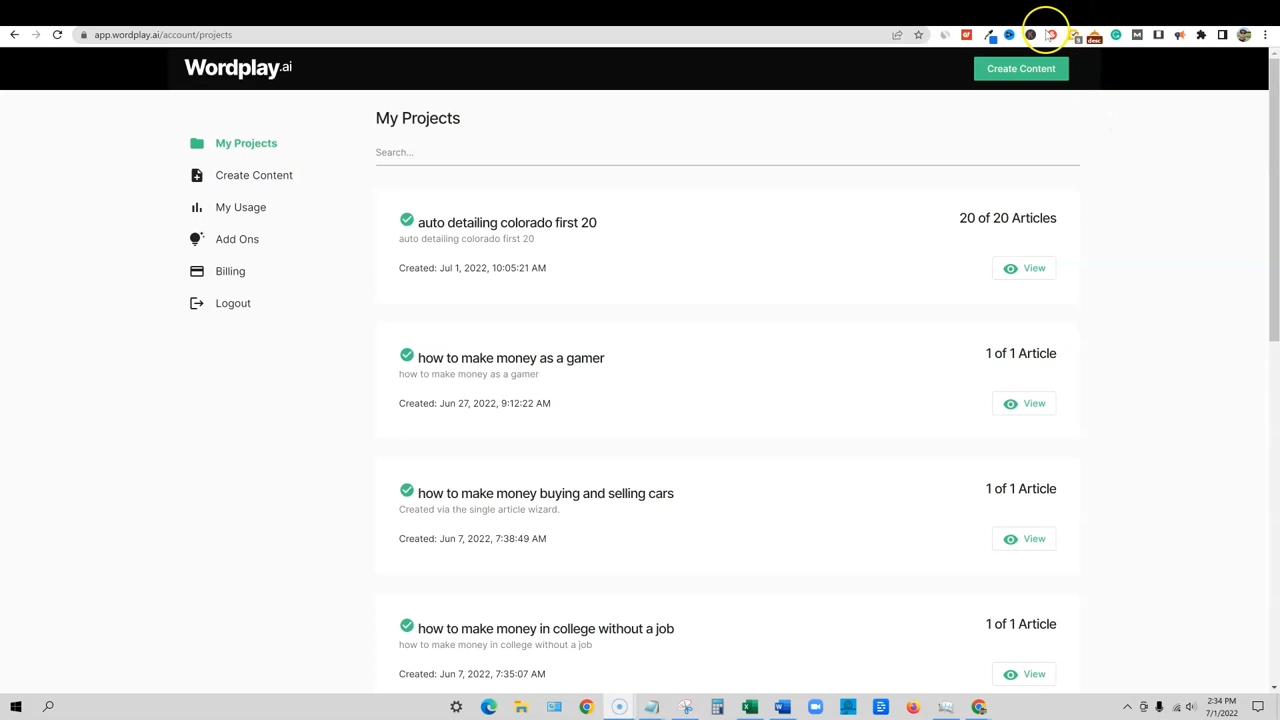 app.wordplay.ai/account/projects
desc
Wordplay.ai
Create Content
My Projects
Create Content
My Usage
Add Ons
Billing
Logout
My Projects
Search...
auto detailing colorado first 20
20 of 20 Articles
auto detailing colorado first 20
Created: Jul 1, 2022, 10:05:21 AM
View
how to make money as a gamer
1 of 1 Article
how to make money as a gamer
Created: Jun 27, 2022, 9:12:22 AM
View
how to make money buying and selling cars
1 of 1 Article
Created via the single article wizard.
Created: Jun 7, 2022, 7:38:49 AM
View
how to make money in college without a job
1 of 1 Article
how to make money in college without a job
Created: Jun 7, 2022, 7:35:07 AM
View
2:34 PM
7/1/2022